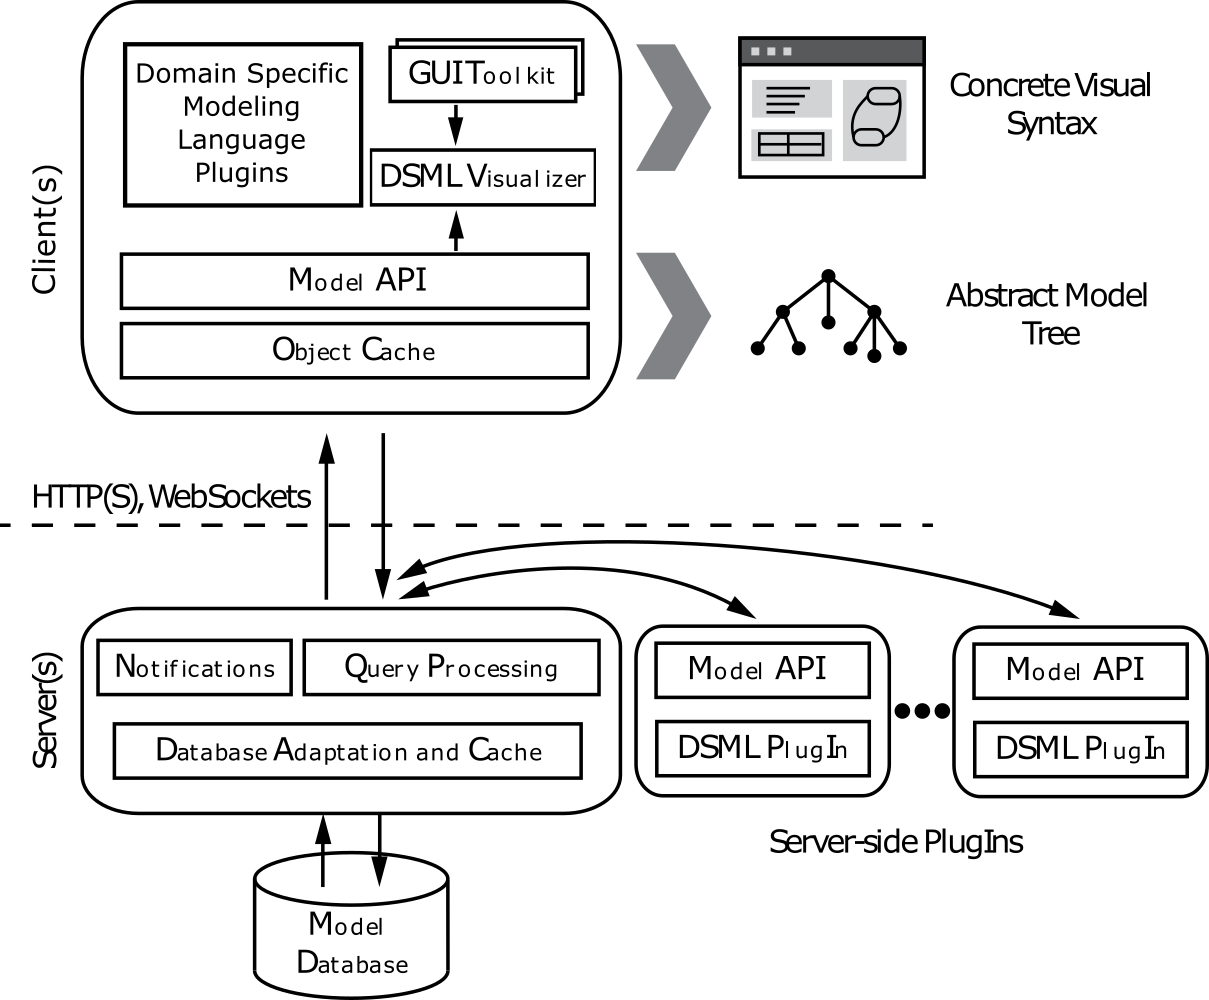 Domain Specific
Modeling
Language
Plugins
GUIToolkit
DSML Visualizer
Concrete Visual
Syntax
Client(s)
Model API
Object Cache
Abstract Model
Tree
HTTP(S), WebSockets
Server(s)
Notifications
Query Processing
Database Adaptation and Cache
Model API
DSML PlugIn
Model API
DSML PlugIn
Server-side PlugIns
Model
Database